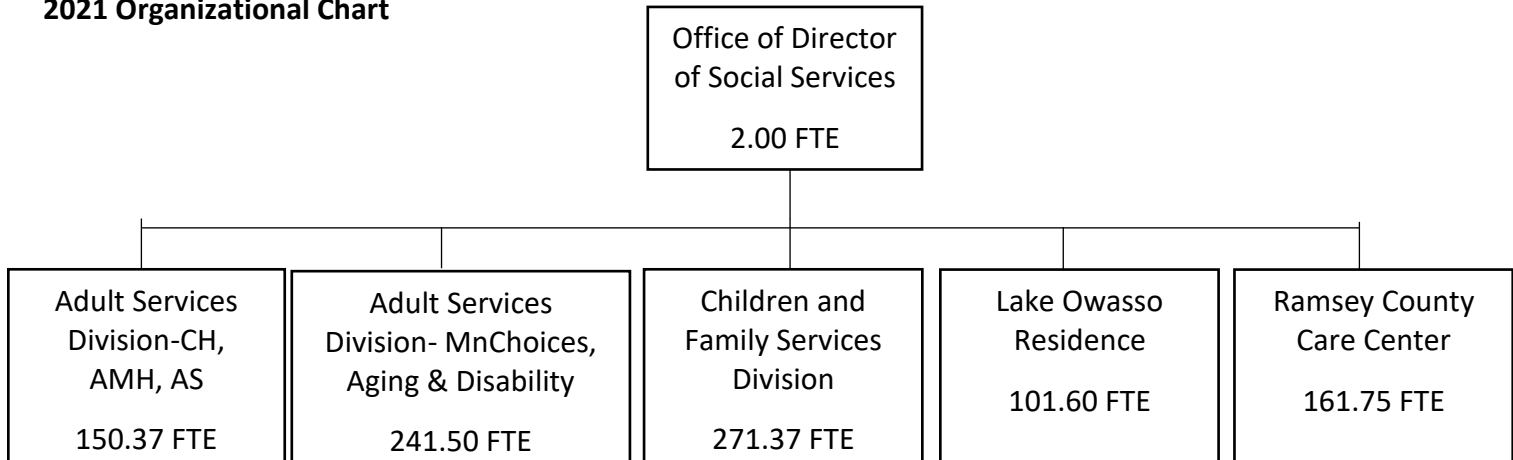 2021 Organizational Chart
Office of Director
of Social Services
2.00 FTE
Adult Services
Division-CH,
AMH, AS
150.37 FTE
Adult Services
Division- MnChoices,
Aging & Disability
241.50 FTE
Children and
Family Services
Division
271.37 FTE
Lake Owasso
Residence
101.60 FTE
Ramsey County
Care Center
161.75 FTE